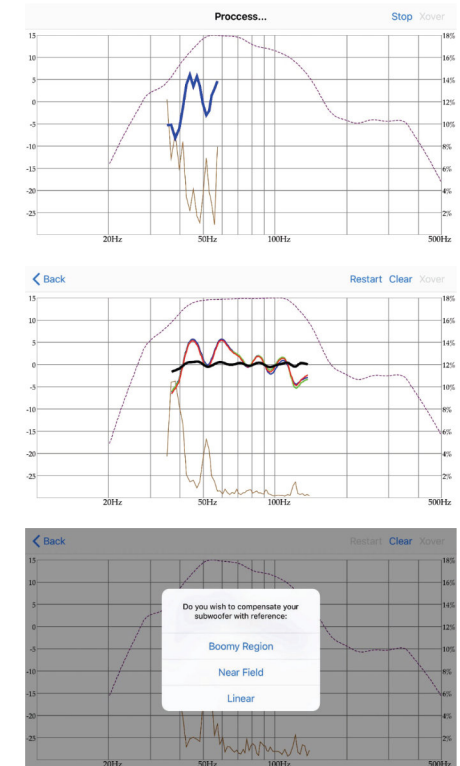 Proccess...
Stop Xover
15 18%
10 16%
5 14%
0 12%
-5 10%
-10 8%
-15 6%
-20 4%
-25 2%
20Hz 50Hz 100Hz 500Hz
Back Restart Clear Xover
15 18%
10 16%
5 14%
0 12%
-5 10%
-10 8%
-15 6%
-20 4%
-25 2%
20Hz 50Hz 100Hz 500Hz
Back Restart Clear Xover
15 18%
10 16%
Do you wish to compensate your
5 14%
subwoofer with reference:
0 12%
Boomy Region
-5 10%
Near Field
-10 8%
Linear
-15 6%
-20 4%
-25 2%
20Hz 50Hz 100Hz 500Hz